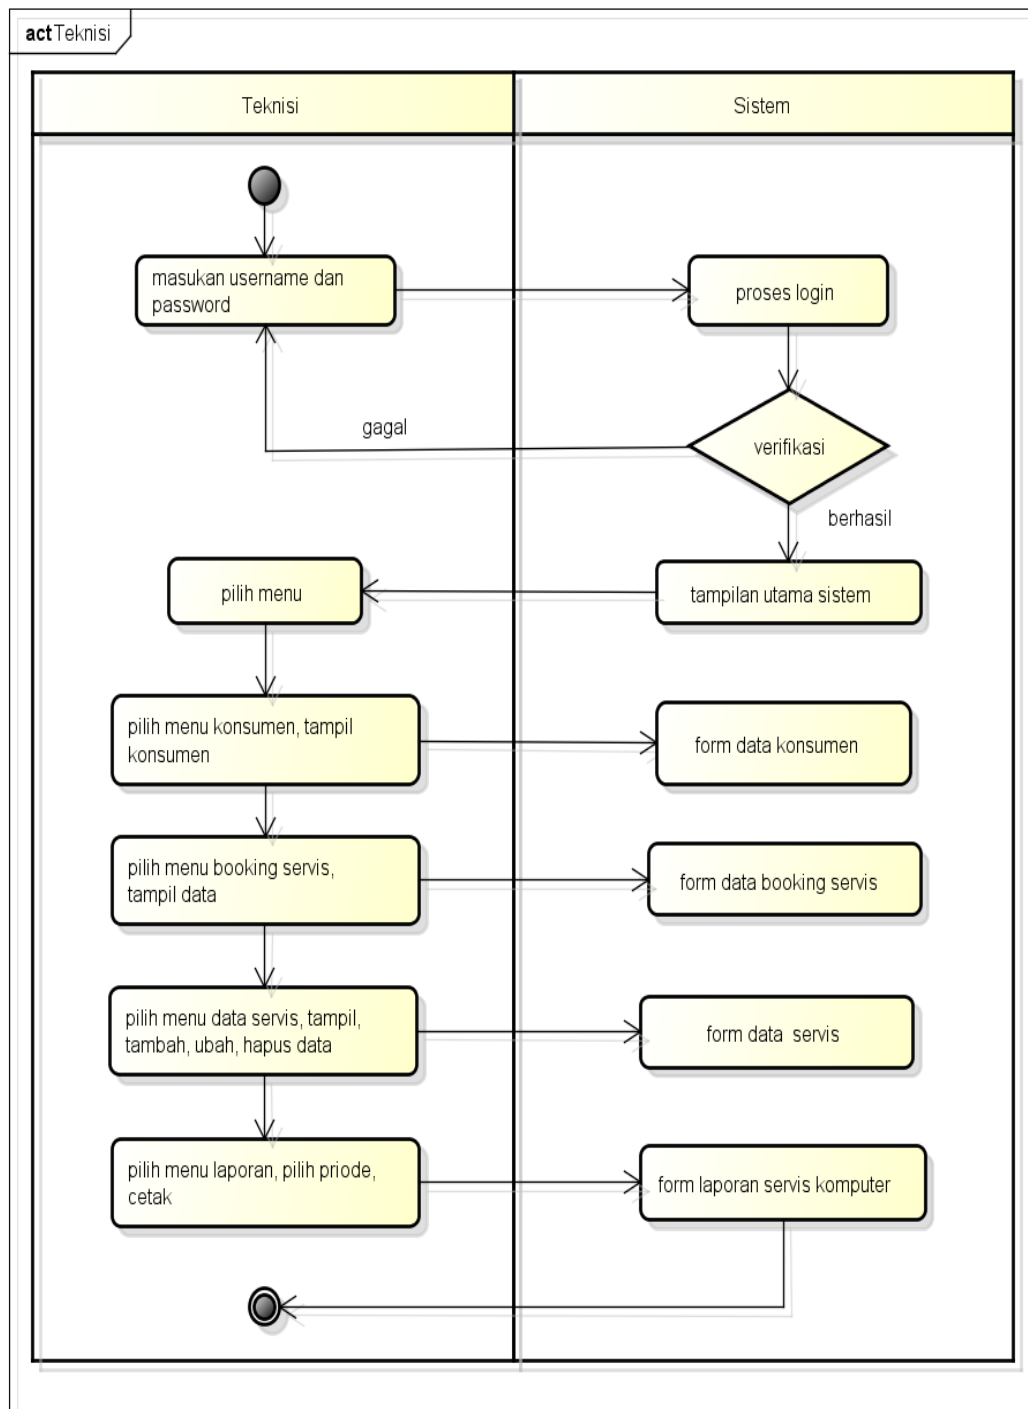 act Teknisi
Teknisi
Sistem
masukan username dan
password
proses login
gagal
verifikasi
berhasil
pilih menu
tampilan utama sistem
pilih menu konsumen, tampil
konsumen
form data konsumen
pilih menu booking servis,
tampil data
form data booking servis
pilih menu data servis, tampil,
tambah, ubah, hapus data
form data servis
pilih menu laporan, pilih priode,
cetak
form laporan servis komputer